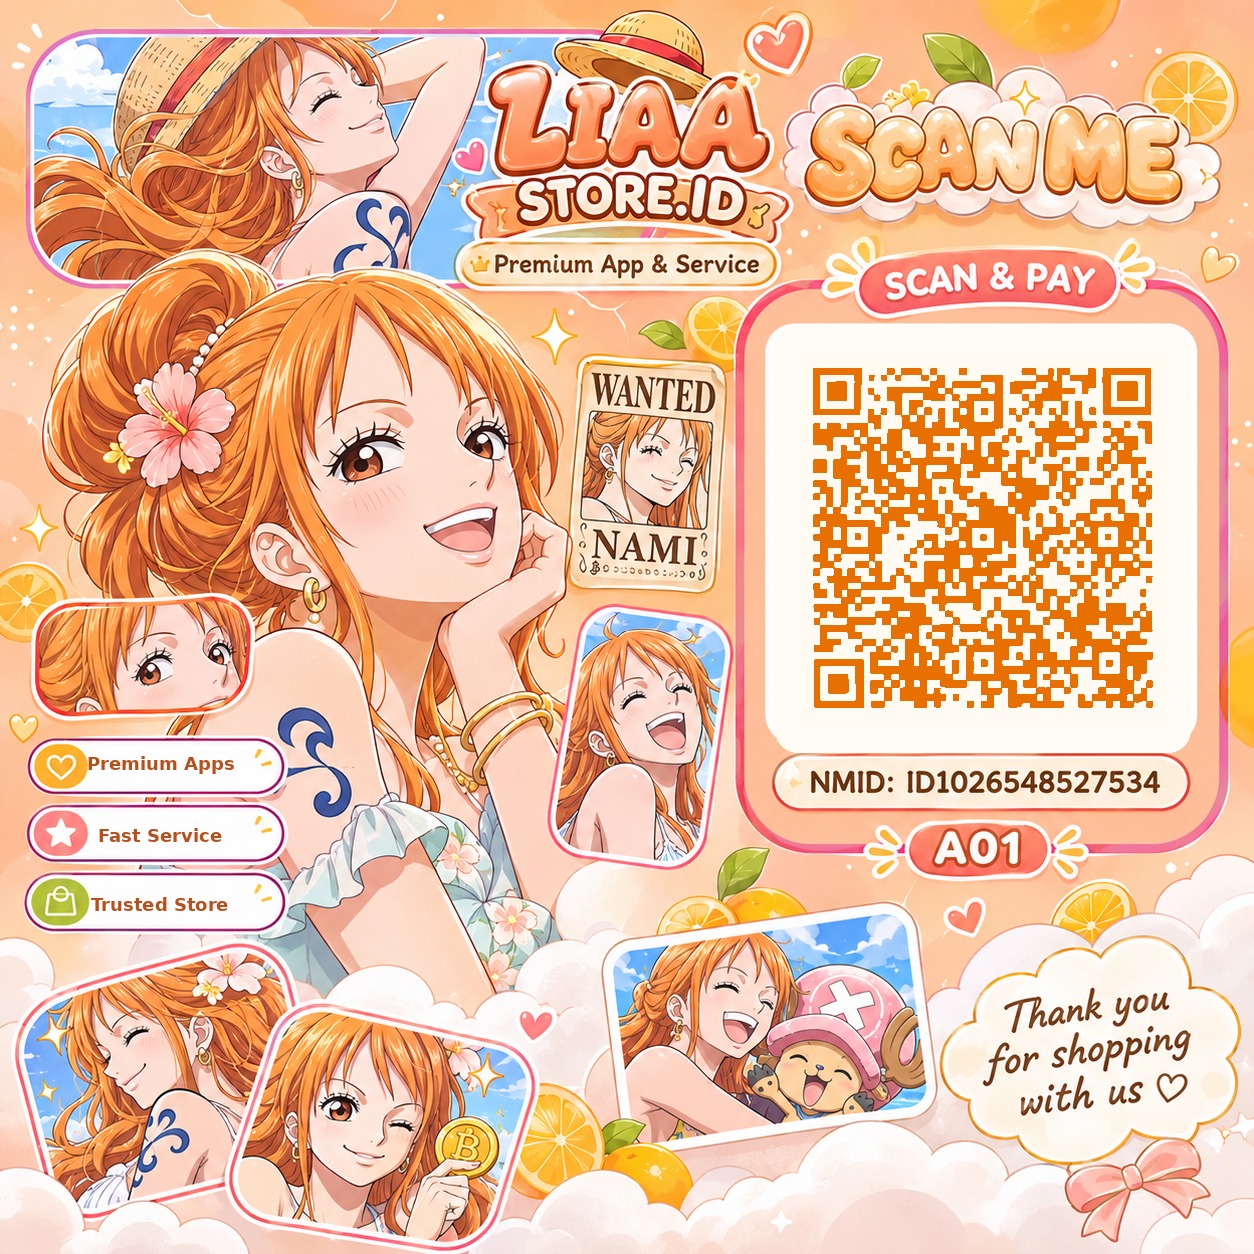 LIAA
STORE.ID
Premium App & Service
SCAN ME
SCAN & PAY
WANTED
NAMI
NMID: ID1026548527534
A01
Premium Apps
Fast Service
Trusted Store
B
Thank you
for shopping
with us ♡